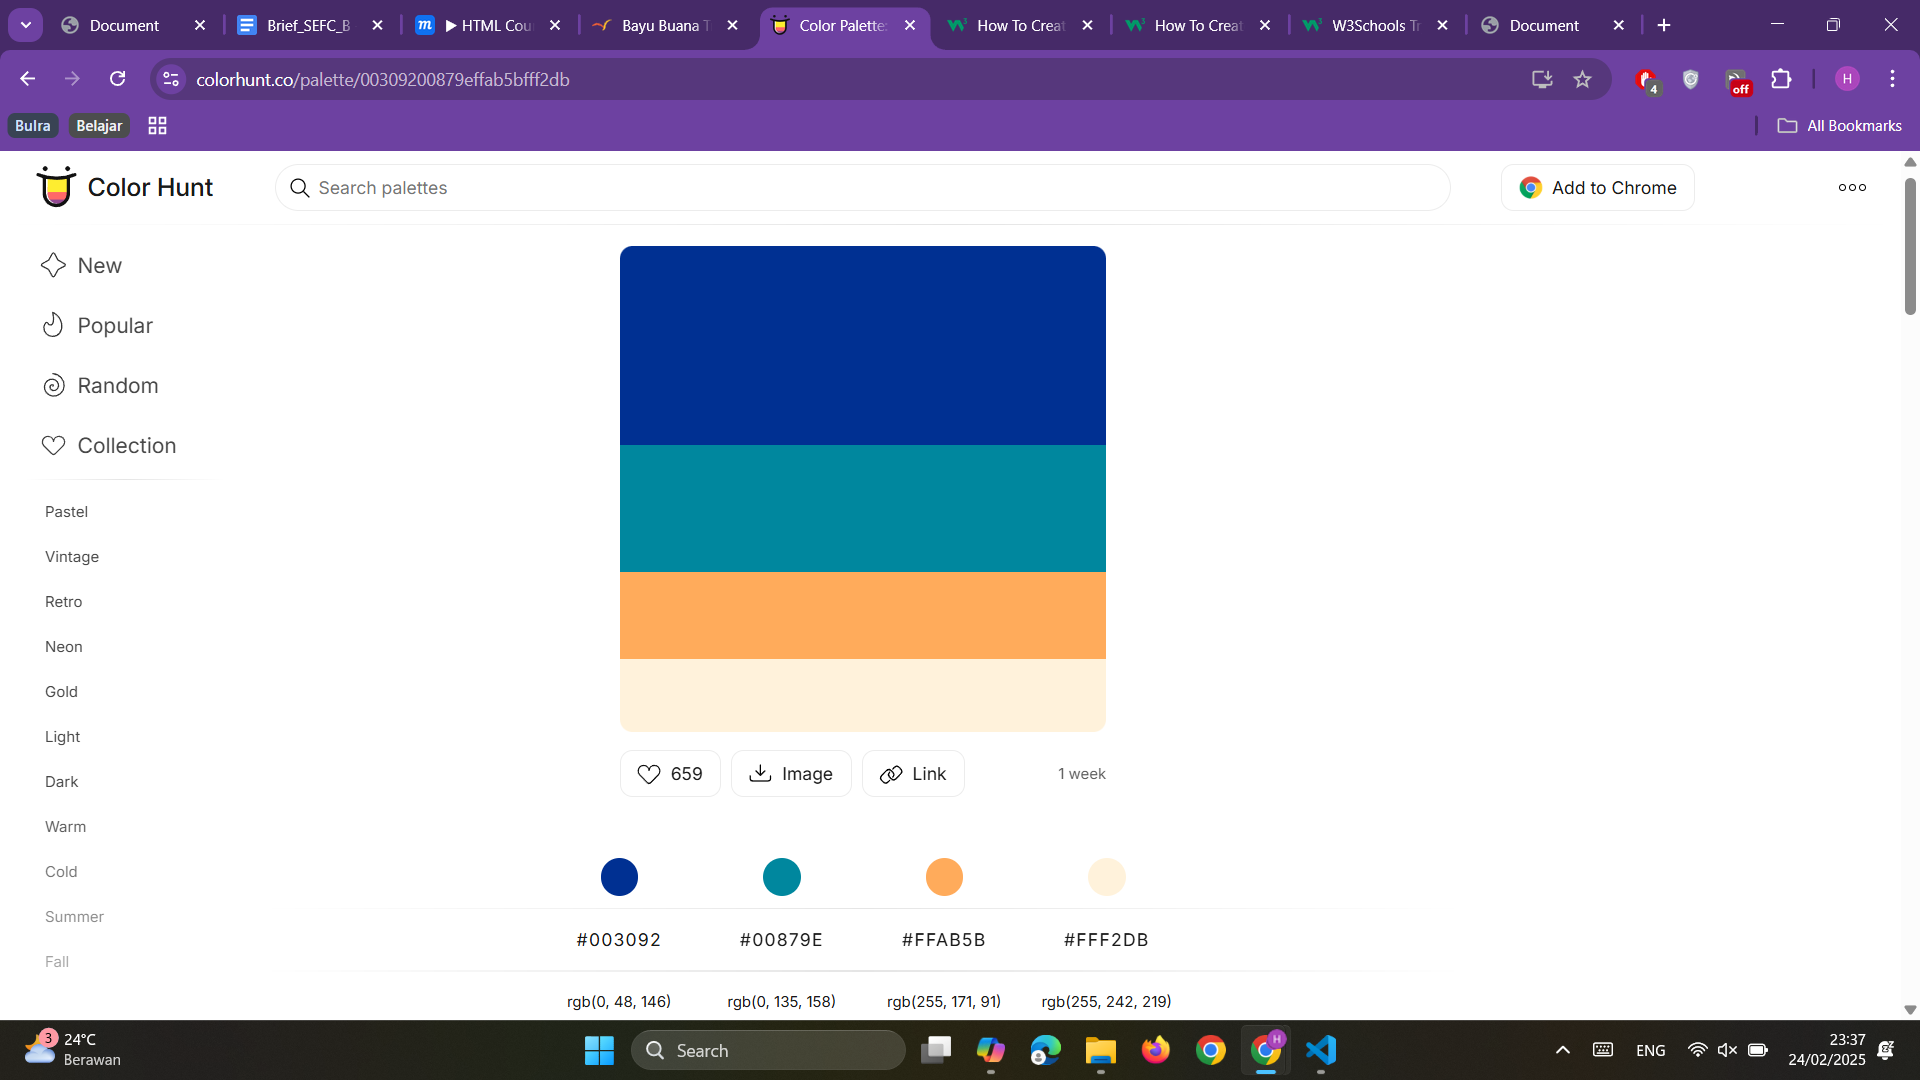 Document
Brief_SEFC_B
▶ HTML Cou
Bayu Buana T
Color Palette:
How To Creat
How To Creat
W3Schools Tr
Document
colorhunt.co/palette/00309200879effab5bfff2db
4
off
H
Bulra
Belajar
All Bookmarks
Color Hunt
Search palettes
Add to Chrome
New
Popular
Random
Collection
Pastel
Vintage
Retro
Neon
Gold
Light
Dark
Warm
Cold
Summer
Fall
659
Image
Link
1 week
#003092
#00879E
#FFAB5B
#FFF2DB
rgb(0, 48, 146)
rgb(0, 135, 158)
rgb(255, 171, 91)
rgb(255, 242, 219)
3
24°C
Berawan
Search
H
ENG
23:37
24/02/2025